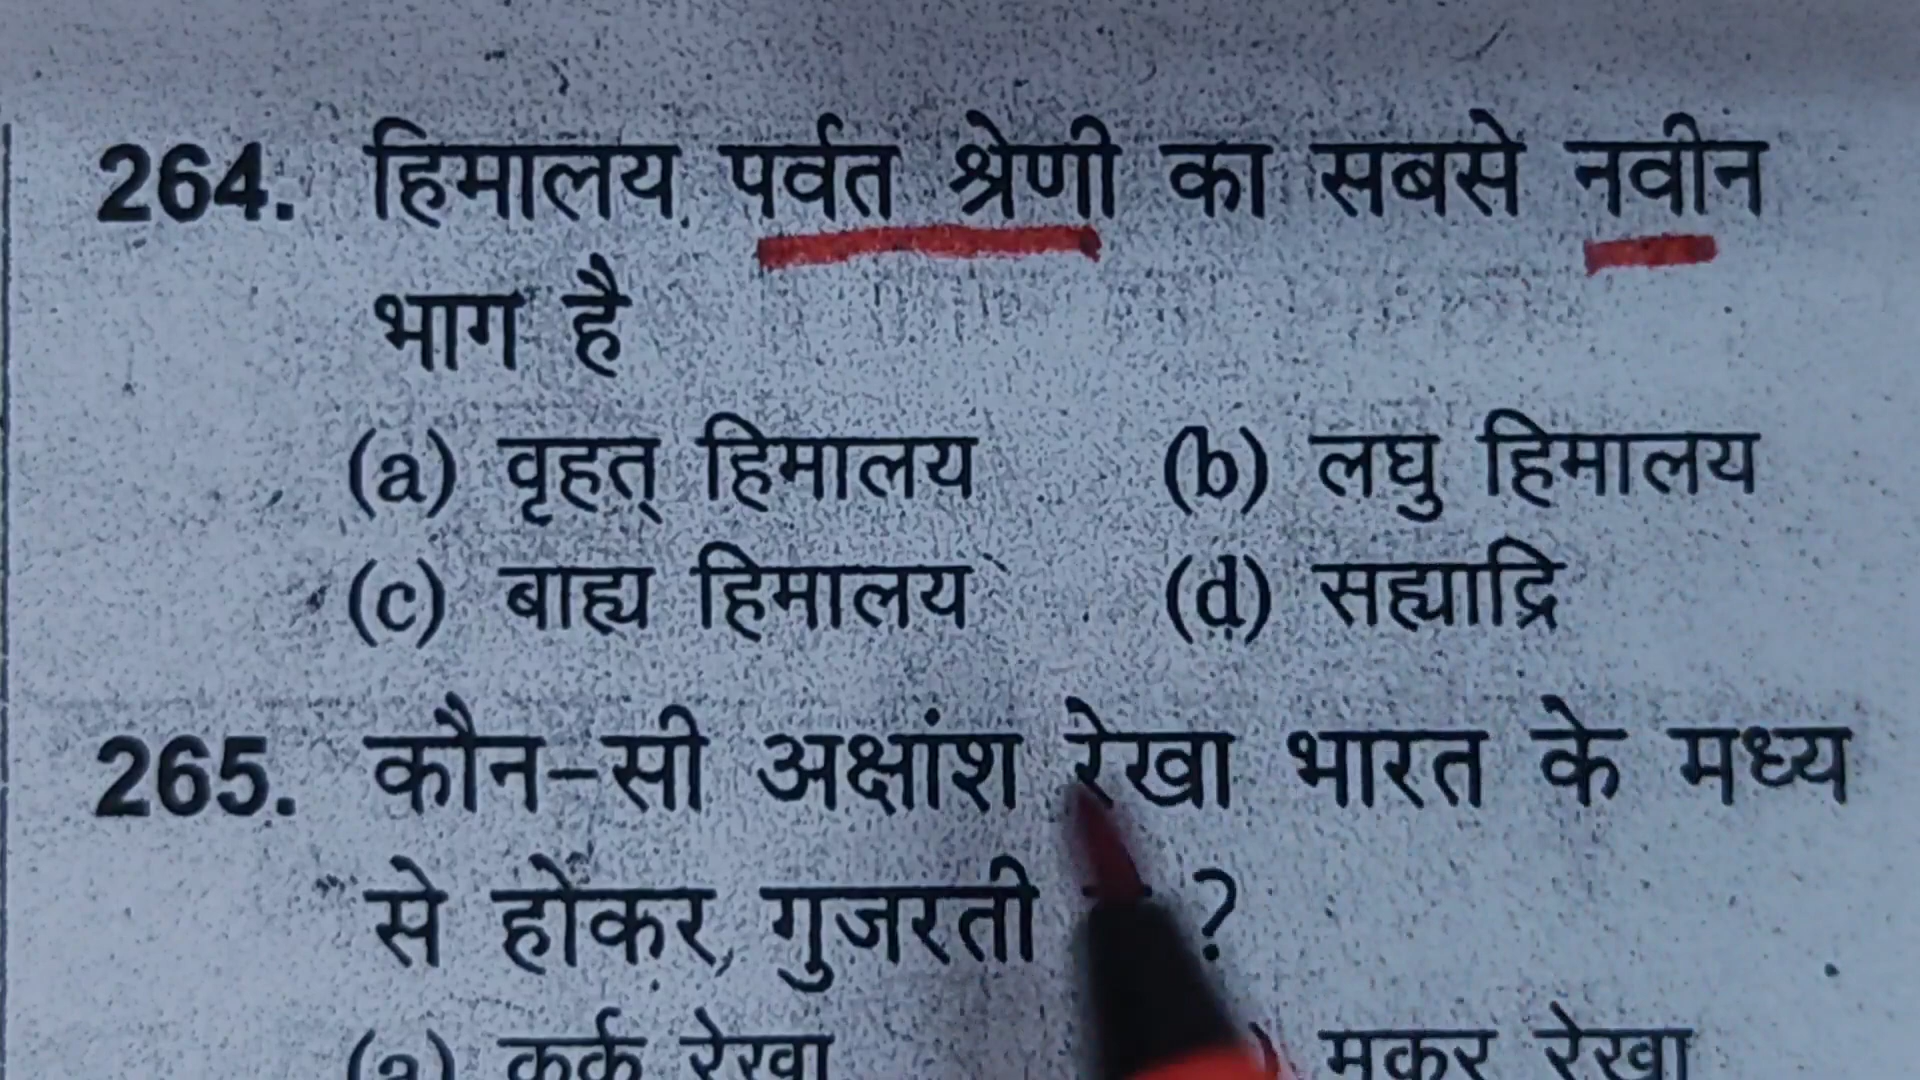 264. हिमालय पर्वत श्रेणी का सबसे नवीन
भाग है
(a) वृहत् हिमालय (b) लघु हिमालय
(c) बाह्य हिमालय (d) सह्याद्रि
265. कौन-सी अक्षांश रेखा भारत के मध्य
से होकर गुजरती ?
(a) कर्क रेखा ) मकर रेखा